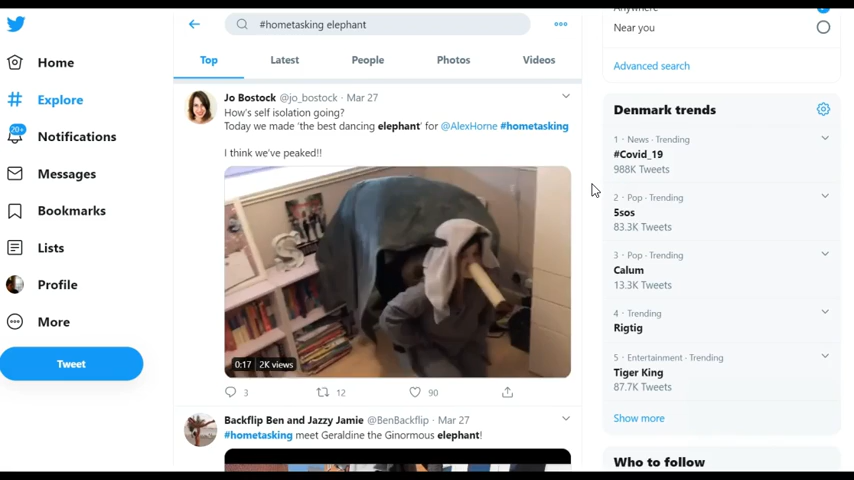 #hometasking elephant
Top
Latest
People
Photos
Videos
Home
Explore
20+
Notifications
Messages
Bookmarks
Lists
Profile
More
Tweet
Jo Bostock @jo_bostock · Mar 27
How's self isolation going?
Today we made 'the best dancing elephant' for @AlexHorne #hometasking
I think we've peaked!!
S
0:17 2K views
3
12
90
Backflip Ben and Jazzy Jamie @BenBackflip · Mar 27
#hometasking meet Geraldine the Ginormous elephant!
Anywhere
Near you
Advanced search
Denmark trends
1 · News · Trending
#Covid_19
988K Tweets
2 · Pop · Trending
5sos
83.3K Tweets
3 · Pop · Trending
Calum
13.3K Tweets
4 · Trending
Rigtig
5 · Entertainment · Trending
Tiger King
87.7K Tweets
Show more
Who to follow